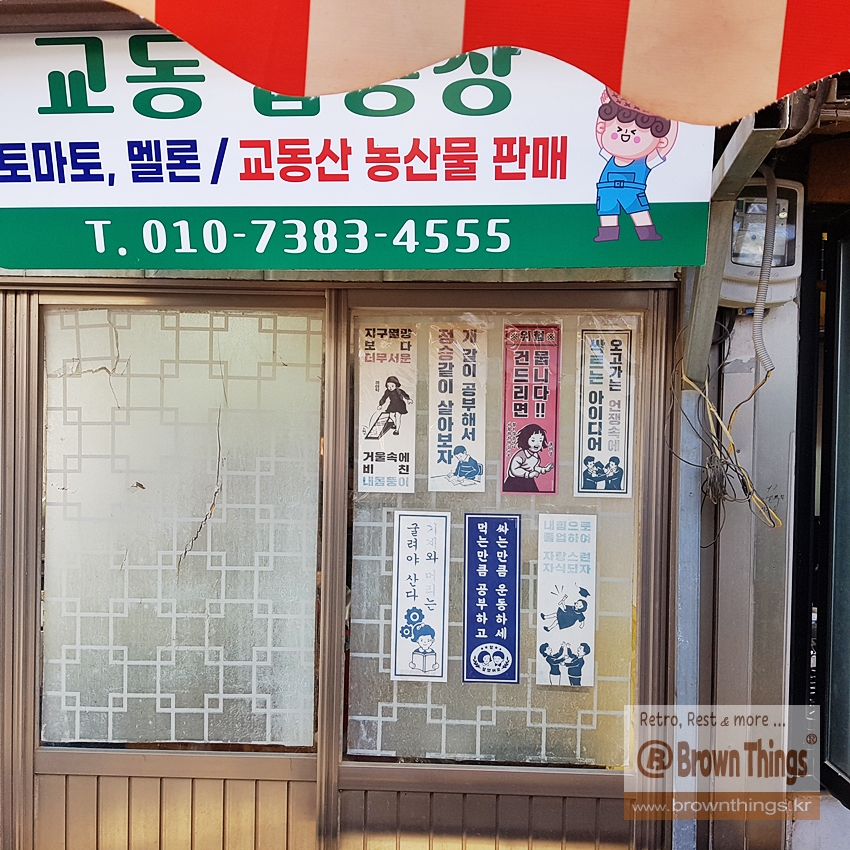 교동
토마토, 멜론 / 교동산 농산물 판매
T. 010-7383-4555
지구멸망
보다
더무서운
거울속에
비친
내몸뚱이
개 같이 공부해서
정승같이 살아보자
※위험※
건드리면
뭅니다!!
오고가는 언쟁속에
싹트는 아이디어
기계와 머리는
굴려야 산다
먹는만큼 공부하고
싸는만큼 운동하세
내힘으로
졸업하여
자랑스런
자식되자
Retro, Rest & more ...
® Brown Things®
www.brownthings.kr